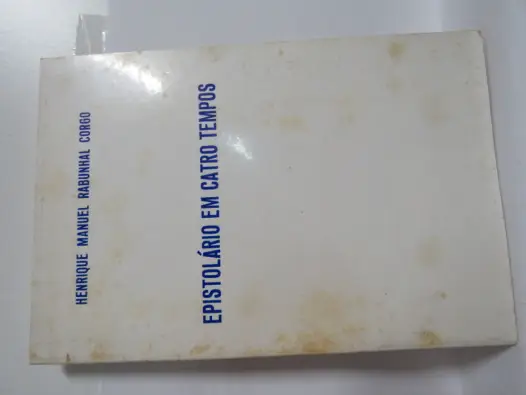 HENRIQUE MANUEL RABUNHAL CORGO
EPISTOLÁRIO EM CATRO TEMPOS